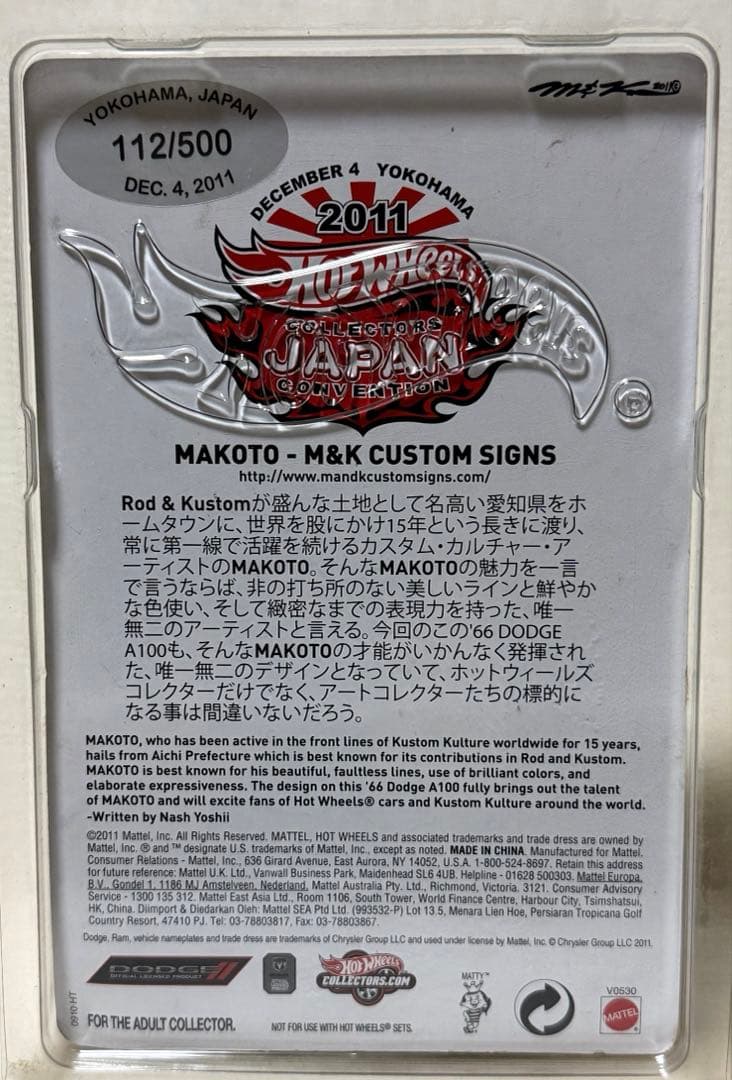 YOKOHAMA, JAPAN
112/500
DEC. 4, 2011
M&K 2011©
DECEMBER 4 YOKOHAMA
2011
HOT WHEELS
COLLECTORS
JAPAN
CONVENTION
MAKOTO - M&K CUSTOM SIGNS
http://www.mandkcustomsigns.com/
Rod & Kustomが盛んな土地として名高い愛知県をホ
ームタウンに、世界を股にかけ15年という長きに渡り、
常に第一線で活躍を続けるカスタム・カルチャー・ア
ーティストのMAKOTO。そんなMAKOTOの魅力を一言
で言うならば、非の打ち所のない美しいラインと鮮やか
な色使い、そして緻密なまでの表現力を持った、唯一
無二のアーティストと言える。今回のこの'66 DODGE
A100も、そんなMAKOTOの才能がいかんなく発揮され
た、唯一無二のデザインとなっていて、ホットウィールズ
コレクターだけでなく、アートコレクターたちの標的に
なる事は間違いないだろう。
MAKOTO, who has been active in the front lines of Kustom Kulture worldwide for 15 years,
hails from Aichi Prefecture which is best known for its contributions in Rod and Kustom.
MAKOTO is best known for his beautiful, faultless lines, use of brilliant colors, and
elaborate expressiveness. The design on this '66 Dodge A100 fully brings out the talent
of MAKOTO and will excite fans of Hot Wheels® cars and Kustom Kulture around the world.
-Written by Nash Yoshii
©2011 Mattel, Inc. All Rights Reserved. MATTEL, HOT WHEELS and associated trademarks and trade dress are owned by
Mattel, Inc. ® and ™ designate U.S. trademarks of Mattel, Inc., except as noted. MADE IN CHINA. Manufactured for Mattel.
Consumer Relations - Mattel, Inc., 636 Girard Avenue, East Aurora, NY 14052, U.S.A. 1-800-524-8697. Retain this address
for future reference: Mattel U.K. Ltd., Vanwall Business Park, Maidenhead SL6 4UB. Helpline - 01628 500303. Mattel Europa,
B.V., Gondel 1, 1186 MJ Amstelveen, Nederland. Mattel Australia Pty. Ltd., Richmond, Victoria. 3121. Consumer Advisory
Service - 1300 135 312. Mattel East Asia Ltd., Room 1106, South Tower, World Finance Centre, Harbour City, Tsimshatsui,
HK, China. Diimport & Diedarkan Oleh: Mattel SEA Ptd Ltd. (993532-P) Lot 13.5, Menara Lien Hoe, Persiaran Tropicana Golf
Country Resort, 47410 PJ. Tel: 03-78803817, Fax: 03-78803867.
Dodge, Ram, vehicle nameplates and trade dress are trademarks of Chrysler Group LLC and used under license by Mattel, Inc. © Chrysler Group LLC 2011.
DODGE
OFFICIAL LICENSED PRODUCT
HOT WHEELS
COLLECTORS.COM
MATTY™
V0530
MATTEL
0910 HT
FOR THE ADULT COLLECTOR.
NOT FOR USE WITH HOT WHEELS® SETS.